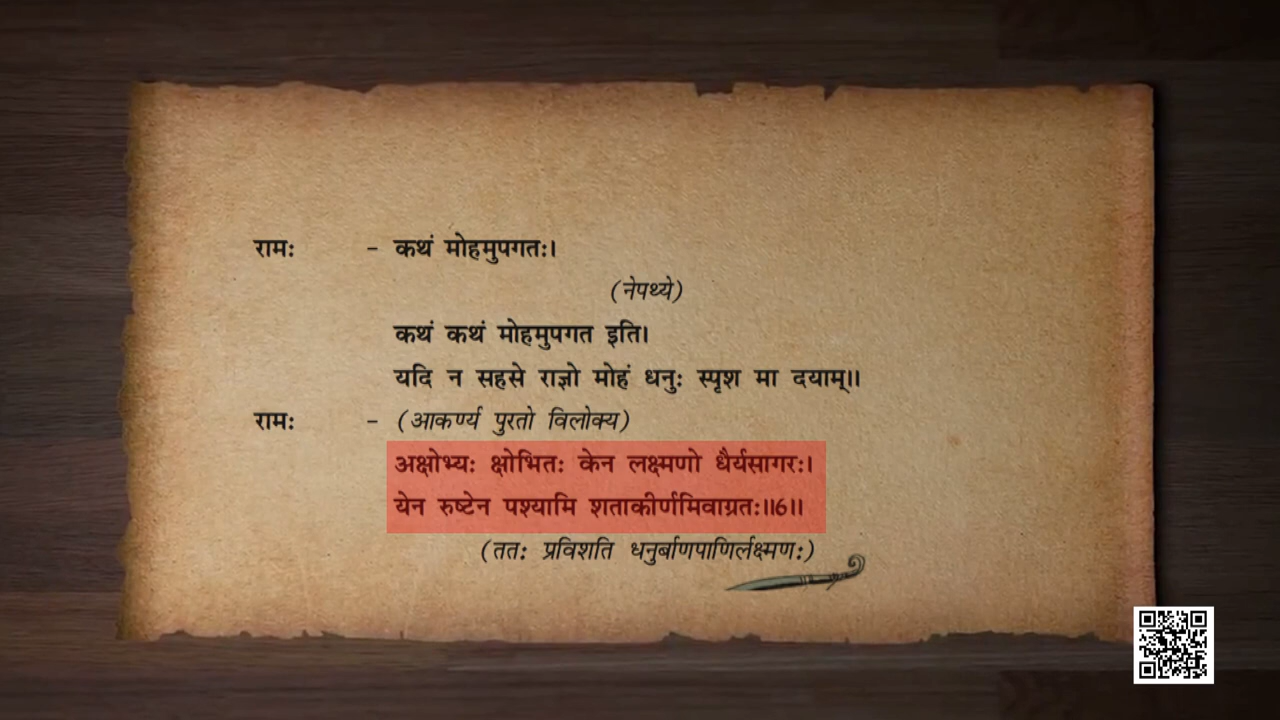 रामः – कथं मोहमुपगतः।
(नेपथ्ये)
कथं कथं मोहमुपगत इति।
यदि न सहसे राज्ञो मोहं धनुः स्पृश मा दयाम्॥
रामः – (आकर्ण्य पुरतो विलोक्य)
अक्षोभ्यः क्षोभितः केन लक्ष्मणो धैर्यसागरः।
येन रुष्टेन पश्यामि शताकीर्णमिवाग्रतः॥6॥
(ततः प्रविशति धनुर्बाणपाणिर्लक्ष्मणः)